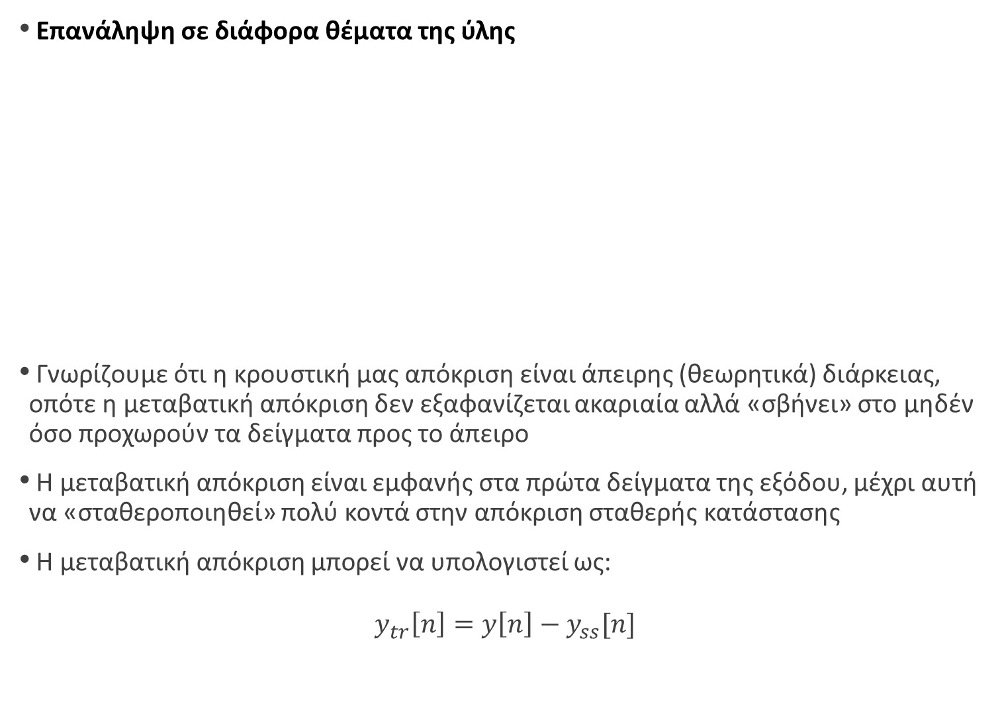 • Επανάληψη σε διάφορα θέματα της ύλης
• Γνωρίζουμε ότι η κρουστική μας απόκριση είναι άπειρης (θεωρητικά) διάρκειας,
οπότε η μεταβατική απόκριση δεν εξαφανίζεται ακαριαία αλλά «σβήνει» στο μηδέν
όσο προχωρούν τα δείγματα προς το άπειρο
• Η μεταβατική απόκριση είναι εμφανής στα πρώτα δείγματα της εξόδου, μέχρι αυτή
να «σταθεροποιηθεί» πολύ κοντά στην απόκριση σταθερής κατάστασης
• Η μεταβατική απόκριση μπορεί να υπολογιστεί ως:
y_{tr}[n] = y[n] − y_{ss}[n]